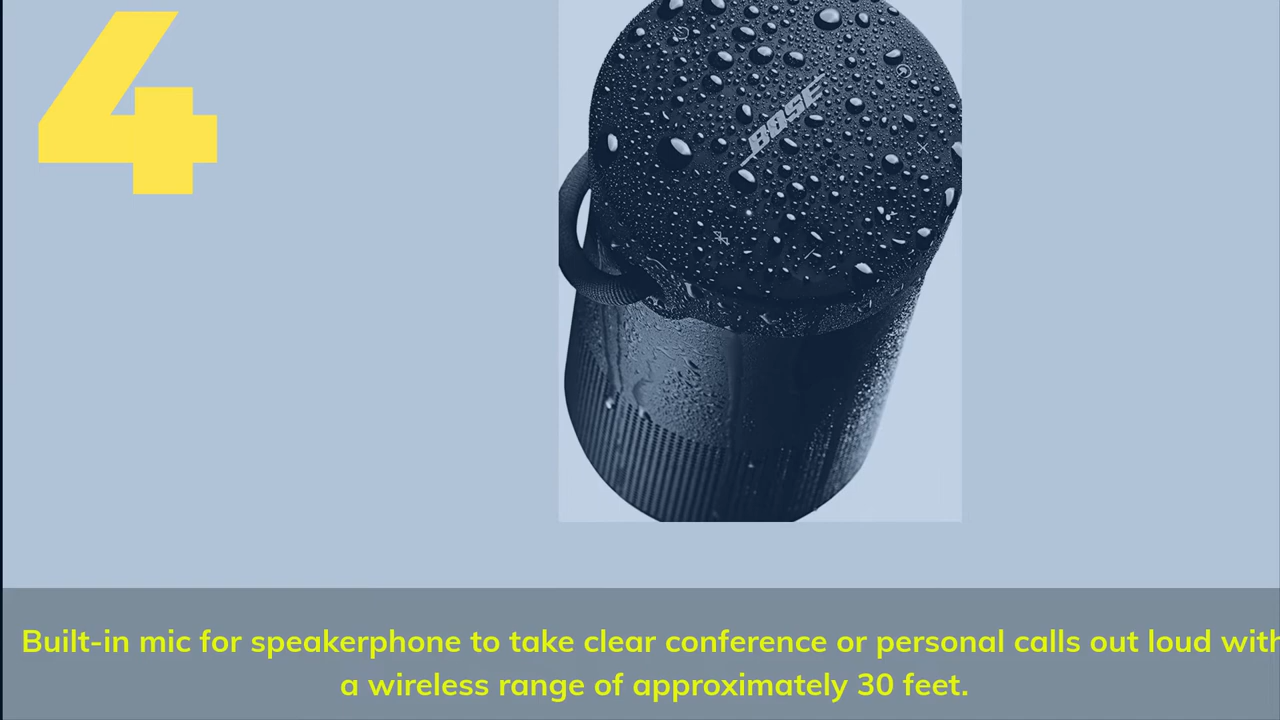 4
BOSE
Built-in mic for speakerphone to take clear conference or personal calls out loud with
a wireless range of approximately 30 feet.